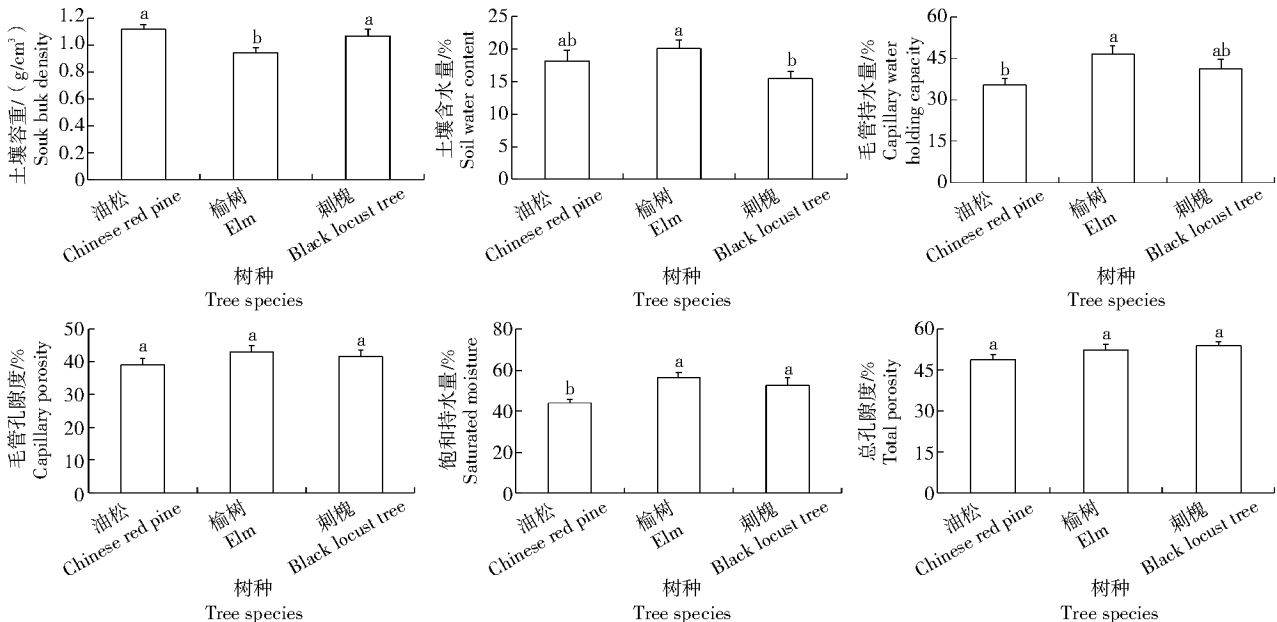 土壤容重/(g/cm³)
Souk buk density
1.2
1.0
0.8
0.6
0.4
0.2
0
a
b
a
油松
Chinese red pine
榆树
Elm
刺槐
Black locust tree
树种
Tree species
土壤含水量/%
Soil water content
25
20
15
10
5
0
ab
a
b
油松
Chinese red pine
榆树
Elm
刺槐
Black locust tree
树种
Tree species
毛管持水量/%
Capillary water
holding capacity
60
45
30
15
0
b
a
ab
油松
Chinese red pine
榆树
Elm
刺槐
Black locust tree
树种
Tree species
毛管孔隙度/%
Capillary porosity
50
40
30
20
10
0
a
a
a
油松
Chinese red pine
榆树
Elm
刺槐
Black locust tree
树种
Tree species
饱和持水量/%
Saturated moisture
80
60
40
20
0
b
a
a
油松
Chinese red pine
榆树
Elm
刺槐
Black locust tree
树种
Tree species
总孔隙度/%
Total porosity
60
45
30
15
0
a
a
a
油松
Chinese red pine
榆树
Elm
刺槐
Black locust tree
树种
Tree species